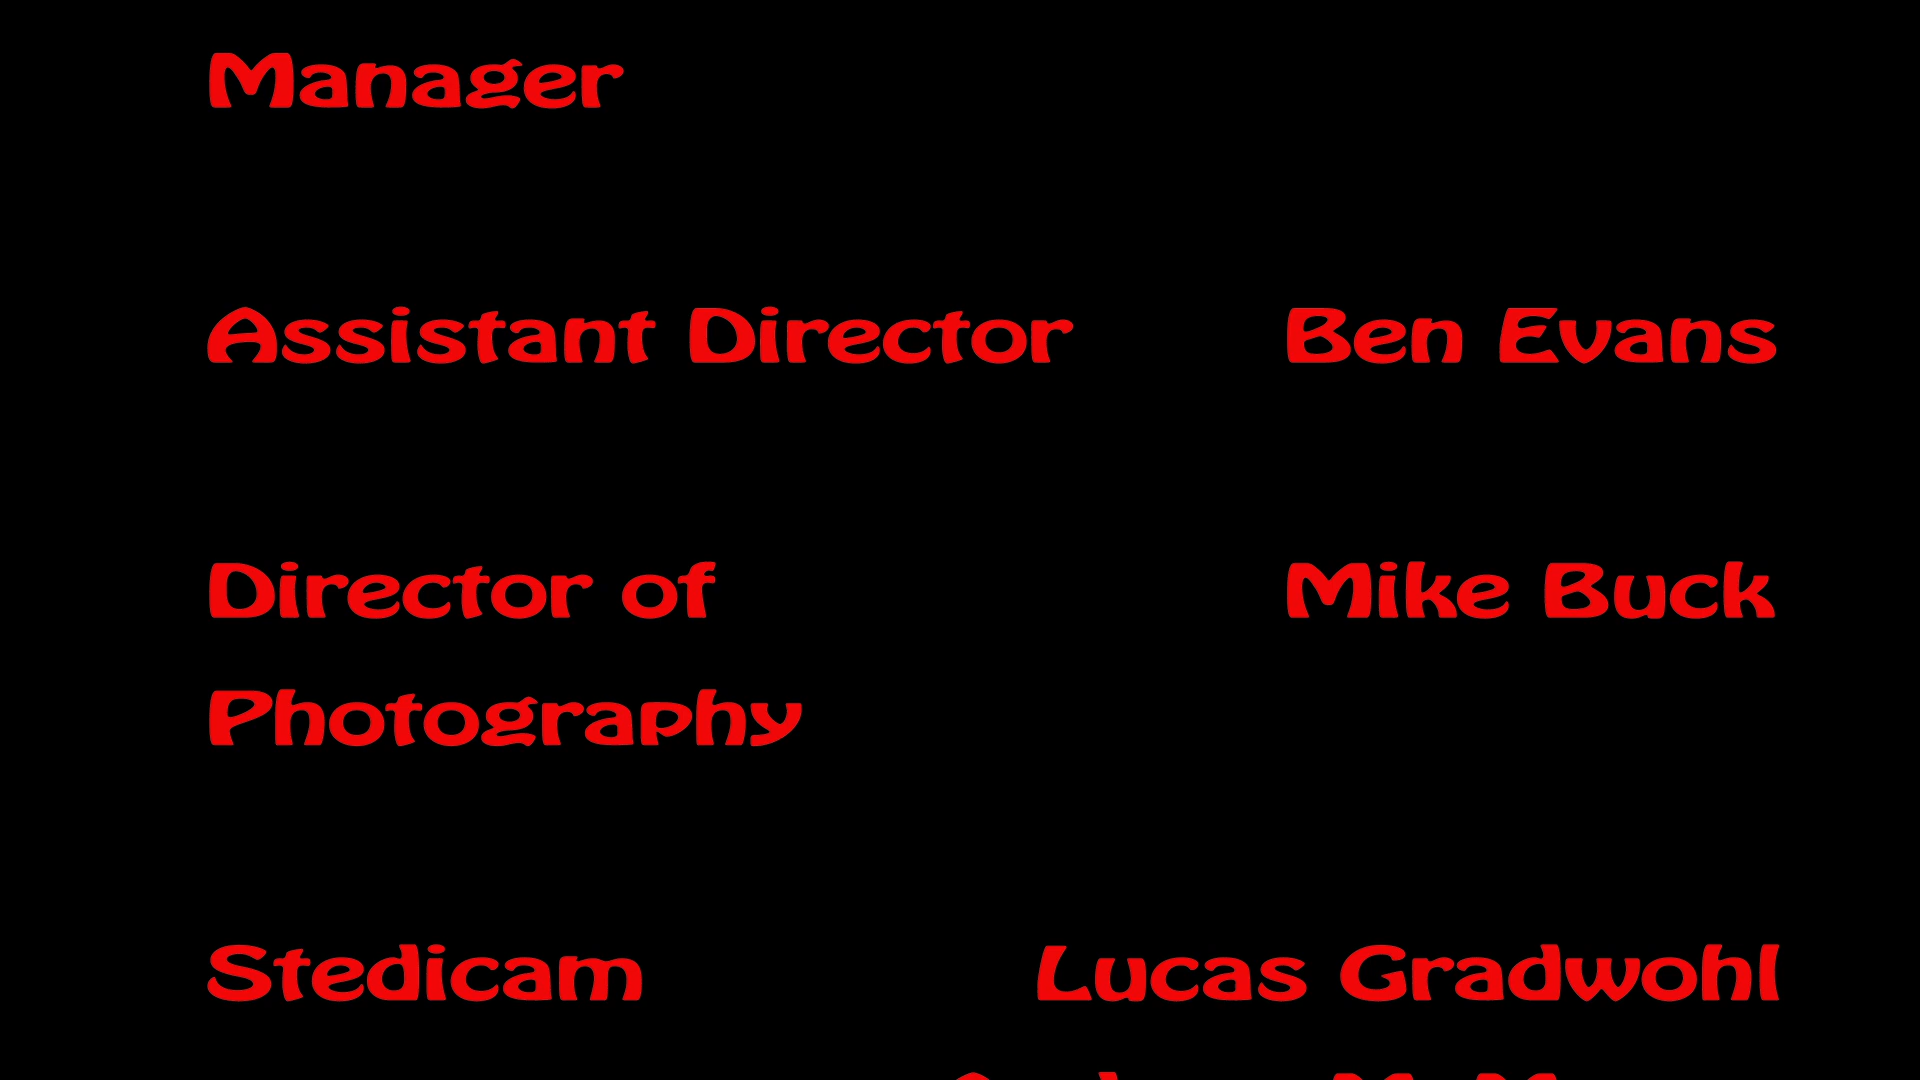 Manager
Assistant Director Ben Evans
Director of Mike Buck
Photography
Stedicam Lucas Gradwohl